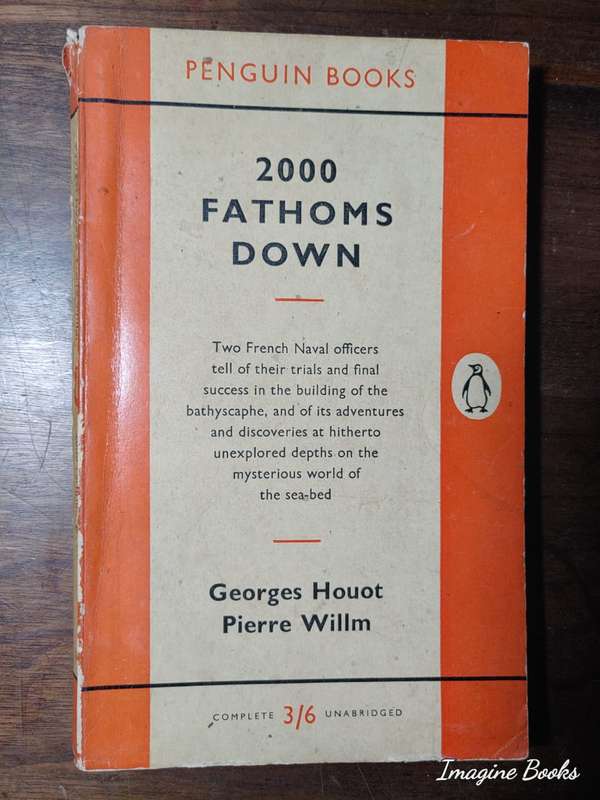 PENGUIN BOOKS
2000
FATHOMS
DOWN
Two French Naval officers
tell of their trials and final
success in the building of the
bathyscaphe, and of its adventures
and discoveries at hitherto
unexplored depths on the
mysterious world of
the sea-bed
Georges Houot
Pierre Willm
COMPLETE 3/6 UNABRIDGED
Imagine Books